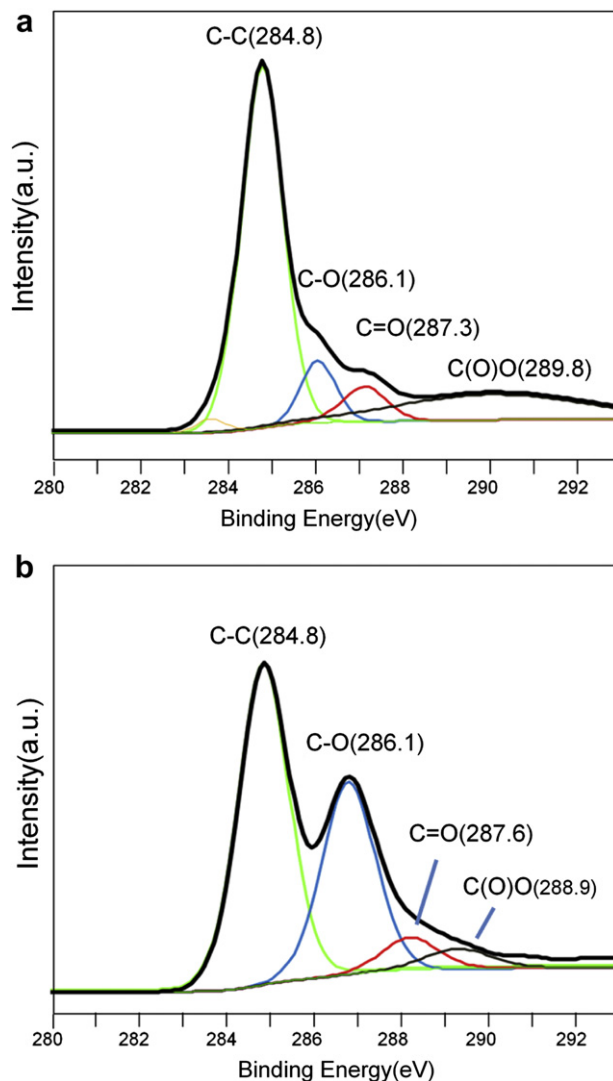 a
C-C(284.8)
C-O(286.1)
C=O(287.3)
C(O)O(289.8)
Intensity(a.u.)
280 282 284 286 288 290 292
Binding Energy(eV)
b
C-C(284.8)
C-O(286.1)
C=O(287.6)
C(O)O(288.9)
Intensity(a.u.)
280 282 284 286 288 290 292
Binding Energy(eV)